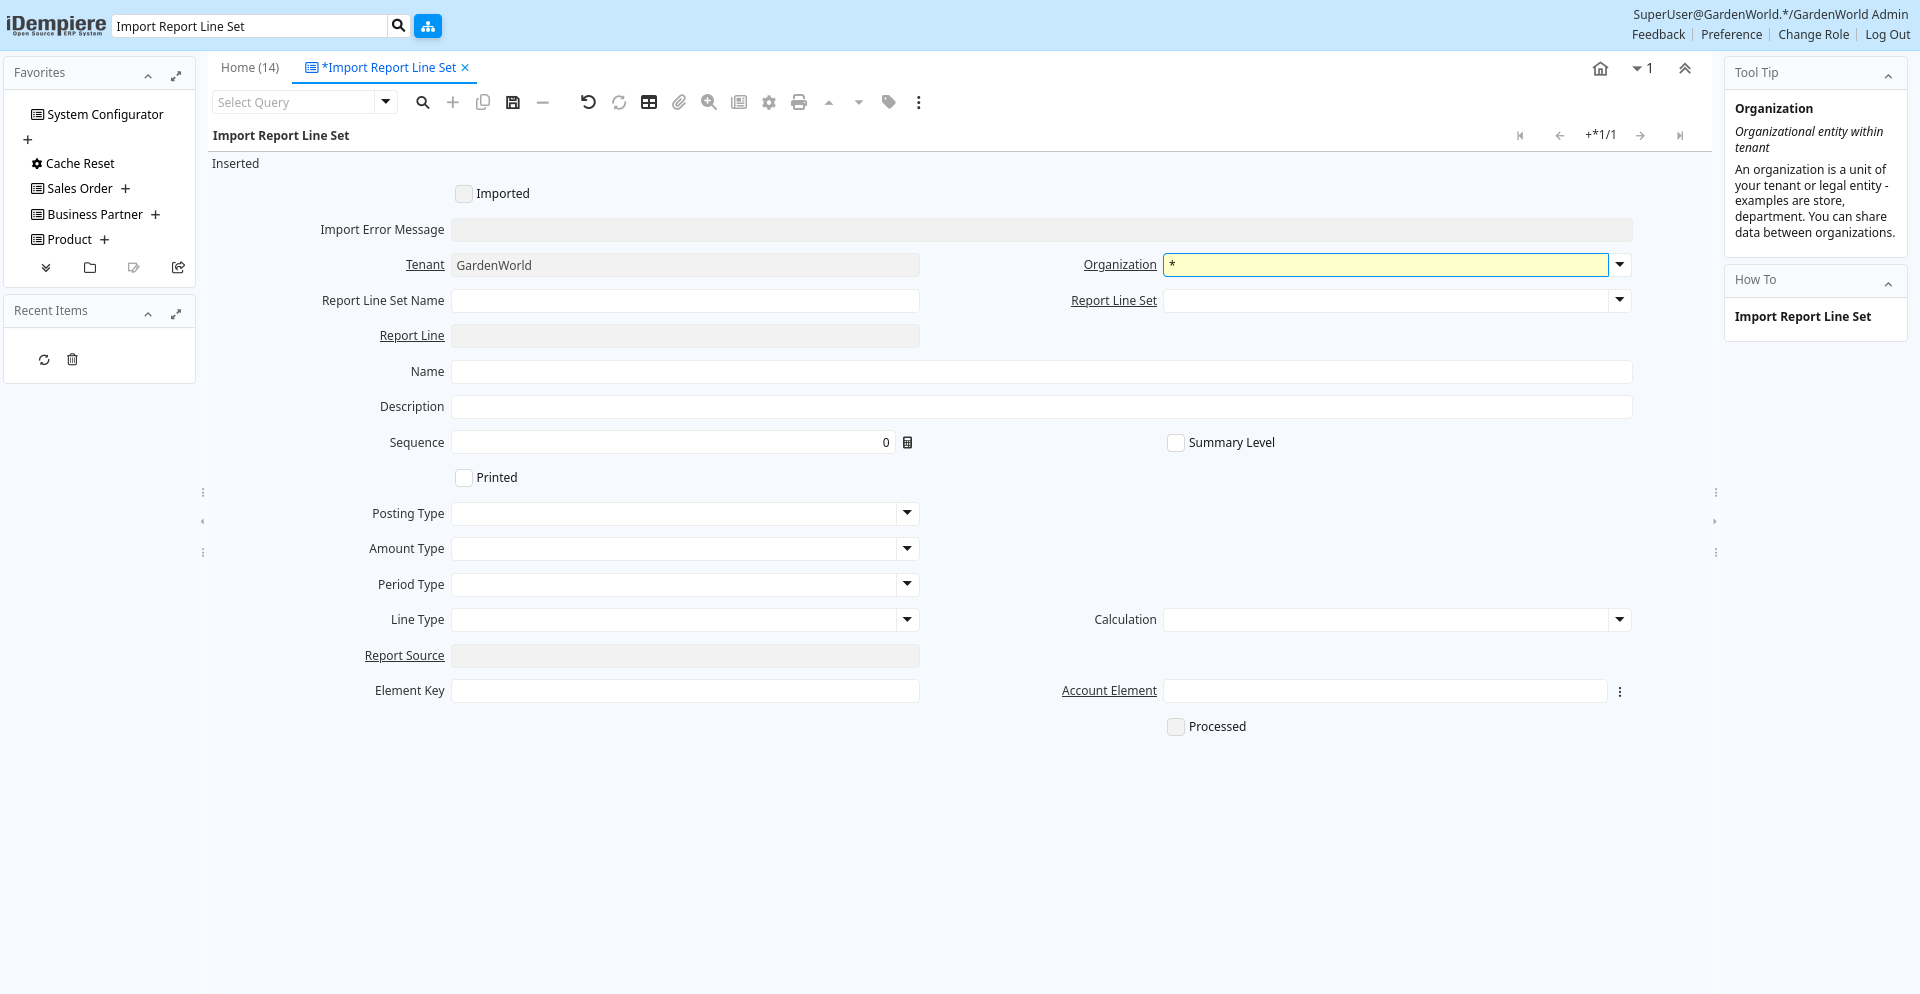 iDempiere
Open Source ERP System
Import Report Line Set
SuperUser@GardenWorld.*/GardenWorld Admin
Feedback
Preference
Change Role
Log Out
Favorites
System Configurator
Cache Reset
Sales Order
Business Partner
Product
Recent Items
Home (14)
*Import Report Line Set
1
Select Query
Import Report Line Set
+*1/1
Inserted
Imported
Import Error Message
Tenant GardenWorld
Organization *
Report Line Set Name
Report Line Set
Report Line
Name
Description
Sequence 0
Summary Level
Printed
Posting Type
Amount Type
Period Type
Line Type
Calculation
Report Source
Element Key
Account Element
Processed
Tool Tip
Organization
Organizational entity within
tenant
An organization is a unit of
your tenant or legal entity -
examples are store,
department. You can share
data between organizations.
How To
Import Report Line Set